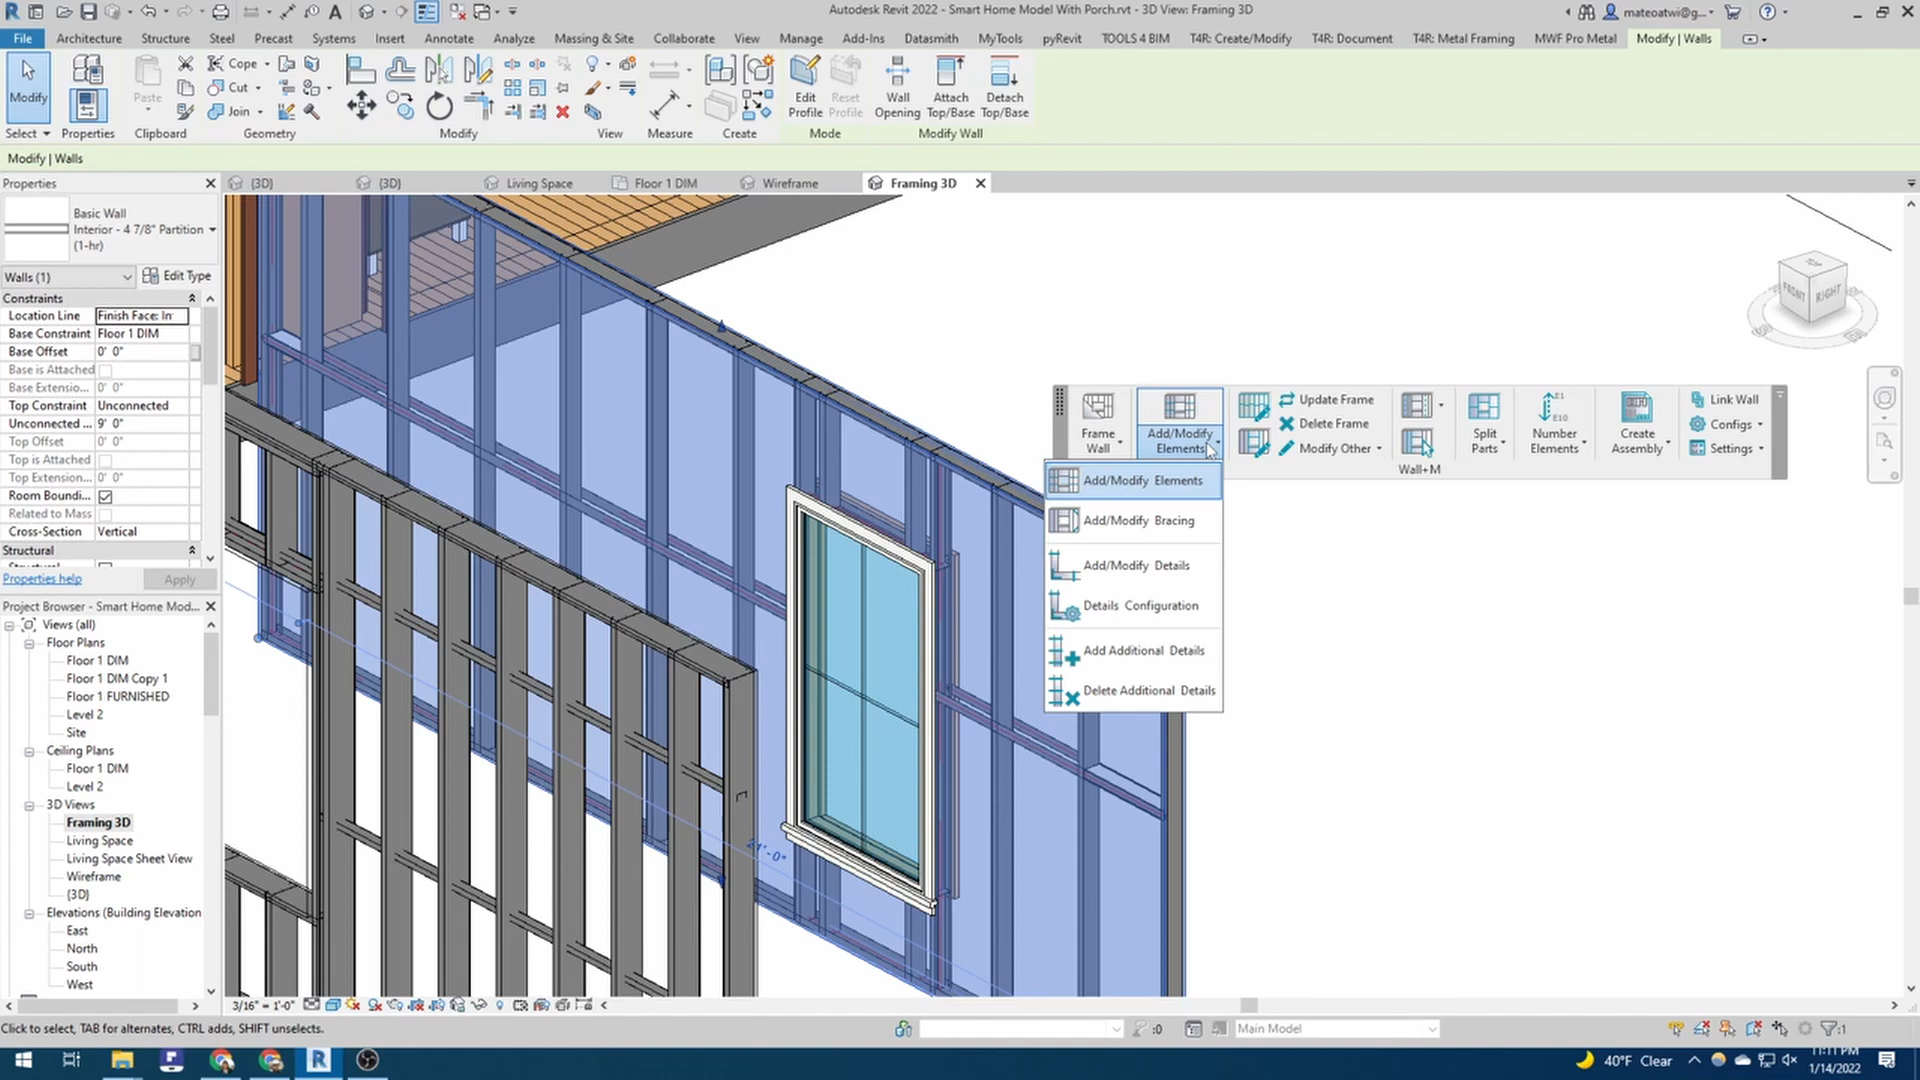 Autodesk Revit 2022 - Smart Home Model With Porch.rvt - 3D View: Framing 3D
mateoatwi@g...
File Architecture Structure Steel Precast Systems Insert Annotate Analyze Massing & Site Collaborate View Manage Add-Ins Datasmith MyTools pyRevit TOOLS 4 BIM T4R: Create/Modify T4R: Document T4R: Metal Framing MWF Pro Metal Modify | Walls
Modify
Paste
Cope
Cut
Join
Edit Profile
Reset Profile
Wall Opening
Attach Top/Base
Detach Top/Base
Select Properties Clipboard Geometry Modify View Measure Create Mode Modify Wall
Modify | Walls
Properties
{3D} {3D} Living Space Floor 1 DIM Wireframe Framing 3D
Basic Wall
Interior - 4 7/8" Partition
(1-hr)
Walls (1) Edit Type
Constraints
Location Line Finish Face: In
Base Constraint Floor 1 DIM
Base Offset 0' 0"
Base is Attached
Base Extensio... 0' 0"
Top Constraint Unconnected
Unconnected ... 9' 0"
Top Offset 0' 0"
Top is Attached
Top Extension... 0' 0"
Room Boundi...
Related to Mass
Cross-Section Vertical
Structural
Properties help Apply
Project Browser - Smart Home Mod...
Views (all)
Floor Plans
Floor 1 DIM
Floor 1 DIM Copy 1
Floor 1 FURNISHED
Level 2
Site
Ceiling Plans
Floor 1 DIM
Level 2
3D Views
Framing 3D
Living Space
Living Space Sheet View
Wireframe
{3D}
Elevations (Building Elevation
East
North
South
West
TOP
FRONT
RIGHT
Frame Wall
Add/Modify Elements
Update Frame
Delete Frame
Modify Other
Split Parts
E1
E10
Number Elements
Create Assembly
Link Wall
Configs
Settings
Wall+M
Add/Modify Elements
Add/Modify Bracing
Add/Modify Details
Details Configuration
Add Additional Details
Delete Additional Details
21'-0"
3/16" = 1'-0"
Click to select, TAB for alternates, CTRL adds, SHIFT unselects.
:0
Main Model
:1
40°F Clear
11:11 PM
1/14/2022